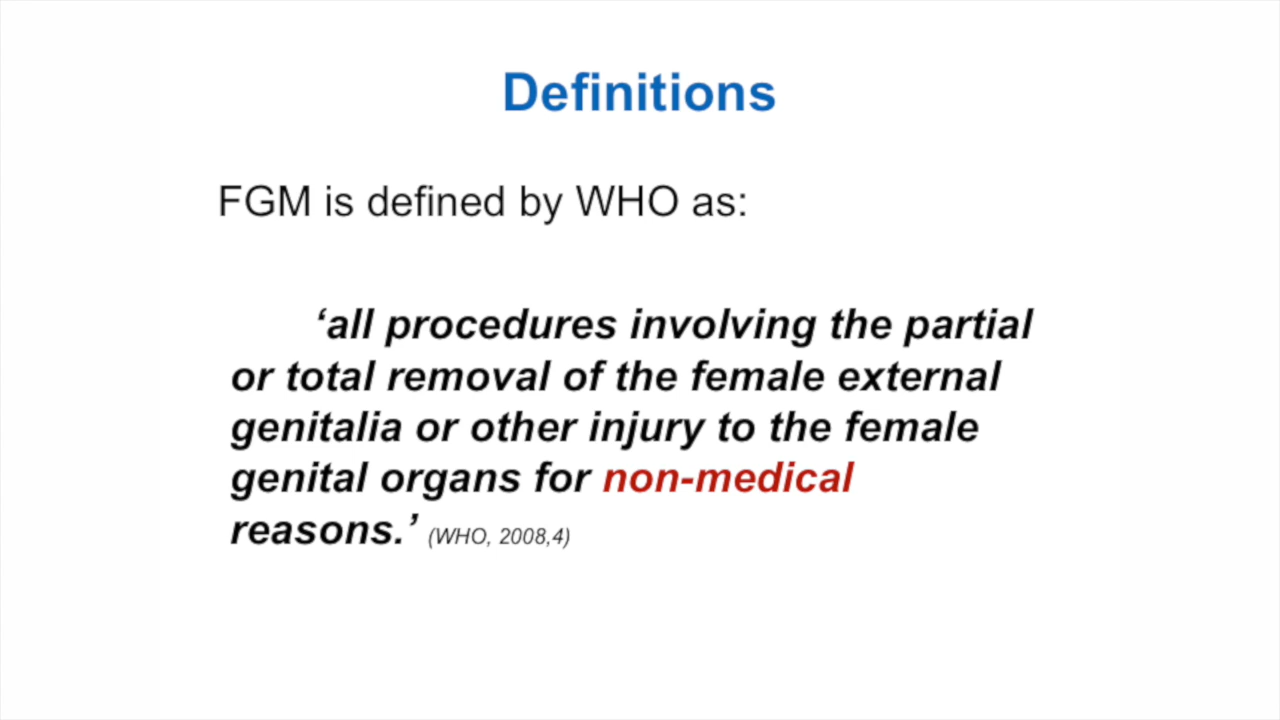 Definitions
FGM is defined by WHO as:
‘all procedures involving the partial
or total removal of the female external
genitalia or other injury to the female
genital organs for non-medical
reasons.’ (WHO, 2008,4)